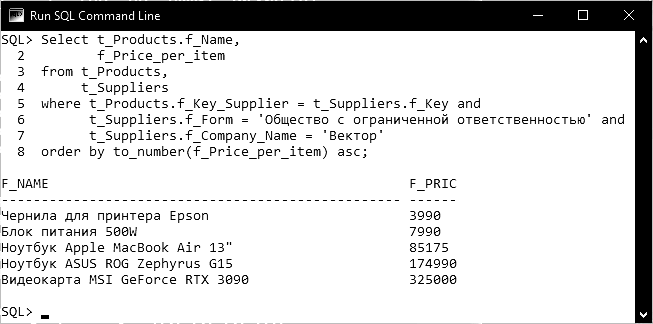 Run SQL Command Line
SQL> Select t_Products.f_Name,
  2         f_Price_per_item
  3  from t_Products,
  4       t_Suppliers
  5  where t_Products.f_Key_Supplier = t_Suppliers.f_Key and
  6        t_Suppliers.f_Form = 'Общество с ограниченной ответственностью' and
  7        t_Suppliers.f_Company_Name = 'Вектор'
  8  order by to_number(f_Price_per_item) asc;
F_NAME                                             F_PRIC
-------------------------------------------------- ------
Чернила для принтера Epson                         3990
Блок питания 500W                                  7990
Ноутбук Apple MacBook Air 13"                      85175
Ноутбук ASUS ROG Zephyrus G15                      174990
Видеокарта MSI GeForce RTX 3090                    325000
SQL>